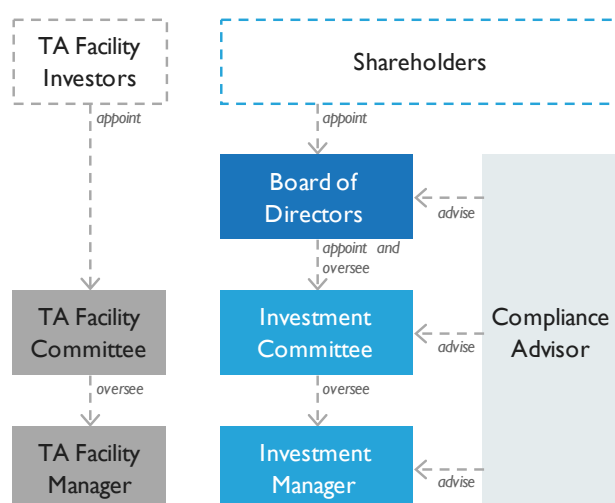 TA Facility
Investors
Shareholders
appoint
appoint
Board of
Directors
advise
appoint and
oversee
TA Facility
Committee
Investment
Committee
Compliance
Advisor
advise
oversee
oversee
TA Facility
Manager
Investment
Manager
advise